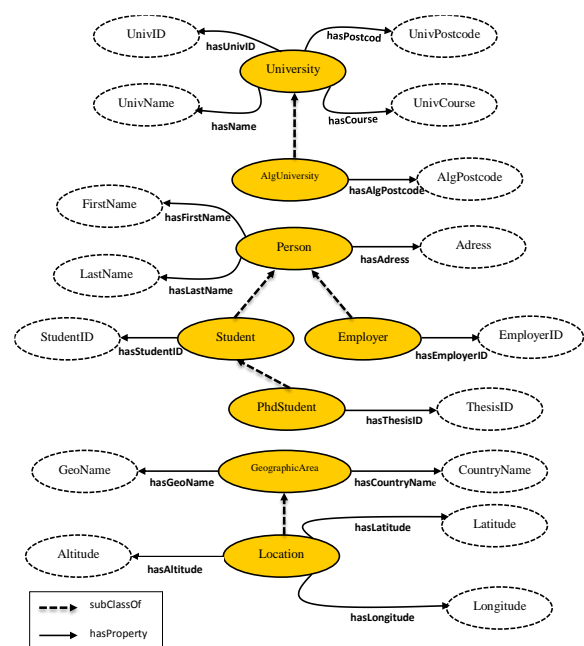 UnivID
hasUnivID
hasPostcod
UnivPostcode
University
UnivName
hasName
hasCourse
UnivCourse
AlgUniversity
hasAlgPostcode
AlgPostcode
FirstName
hasFirstName
Person
hasAdress
Adress
LastName
hasLastName
StudentID
hasStudentID
Student
Employer
hasEmployerID
EmployerID
PhdStudent
hasThesisID
ThesisID
GeoName
hasGeoName
GeographicArea
hasCountryName
CountryName
hasLatitude
Latitude
Altitude
hasAltitude
Location
hasLongitude
Longitude
subClassOf
hasProperty